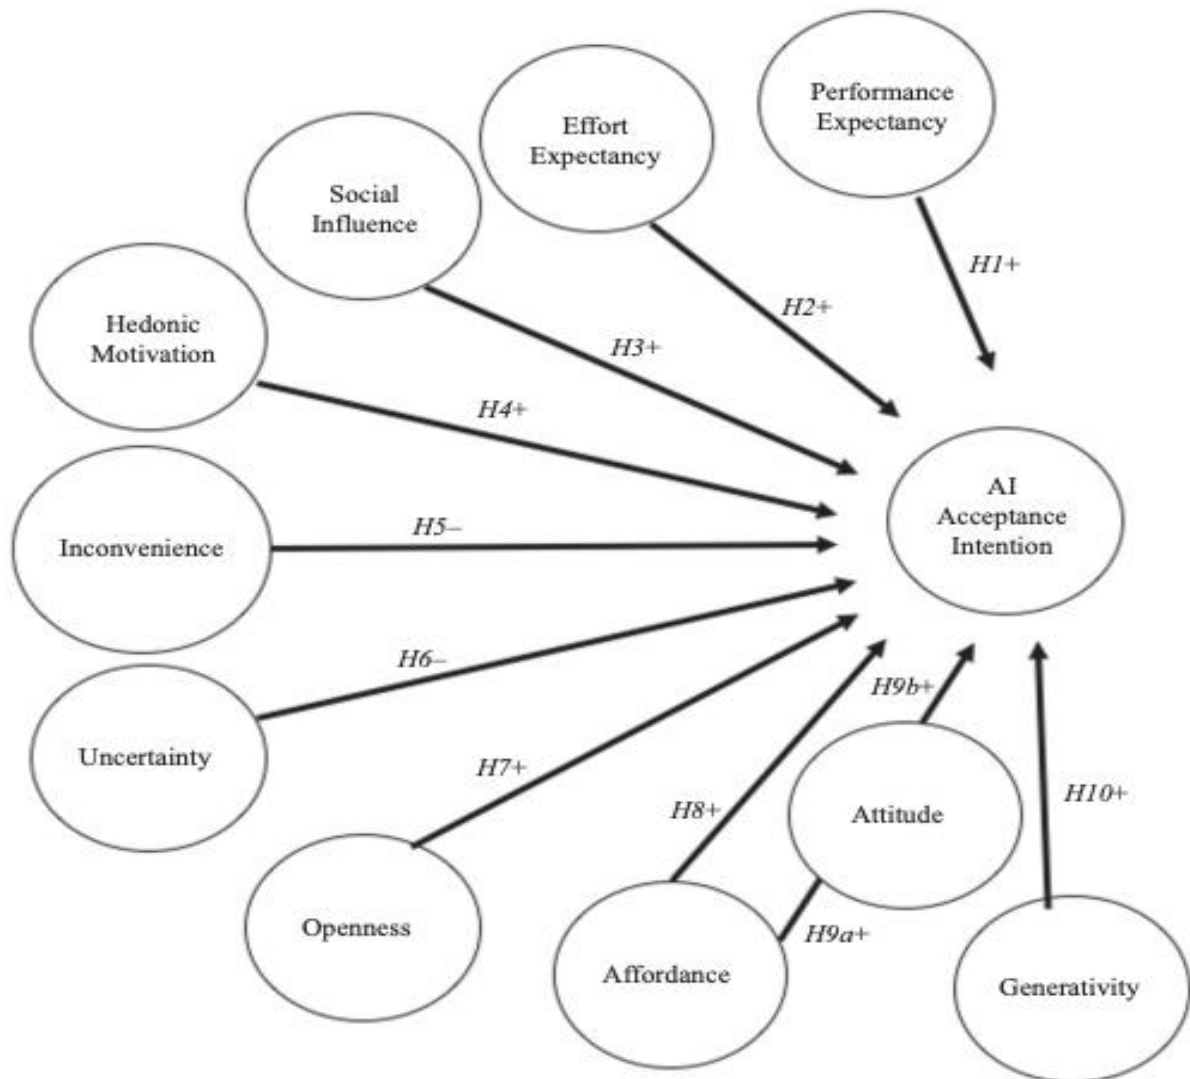 Performance
Expectancy
Effort
Expectancy
Social
Influence
H1+
H2+
Hedonic
Motivation
H3+
H4+
AI
Acceptance
Intention
Inconvenience
H5–
H6–
H9b+
Uncertainty
H7+
H8+
Attitude
H10+
Openness
H9a+
Affordance
Generativity